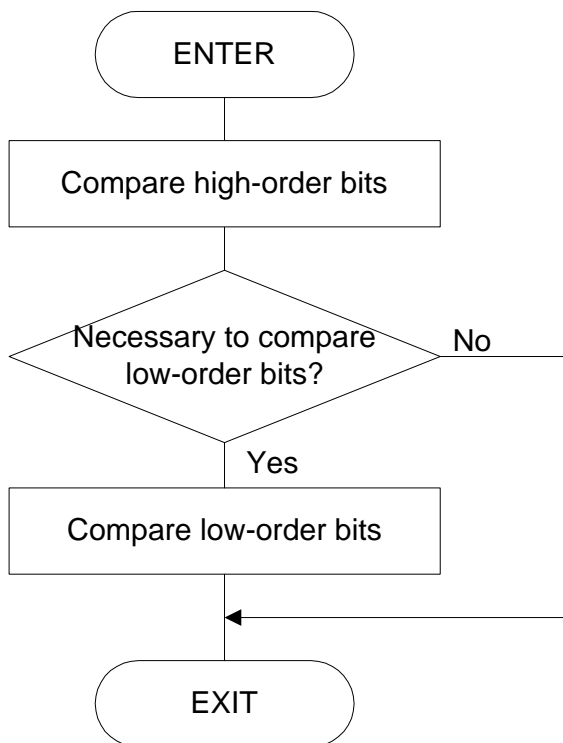 ENTER
Compare high-order bits
Necessary to compare
low-order bits?
No
Yes
Compare low-order bits
EXIT